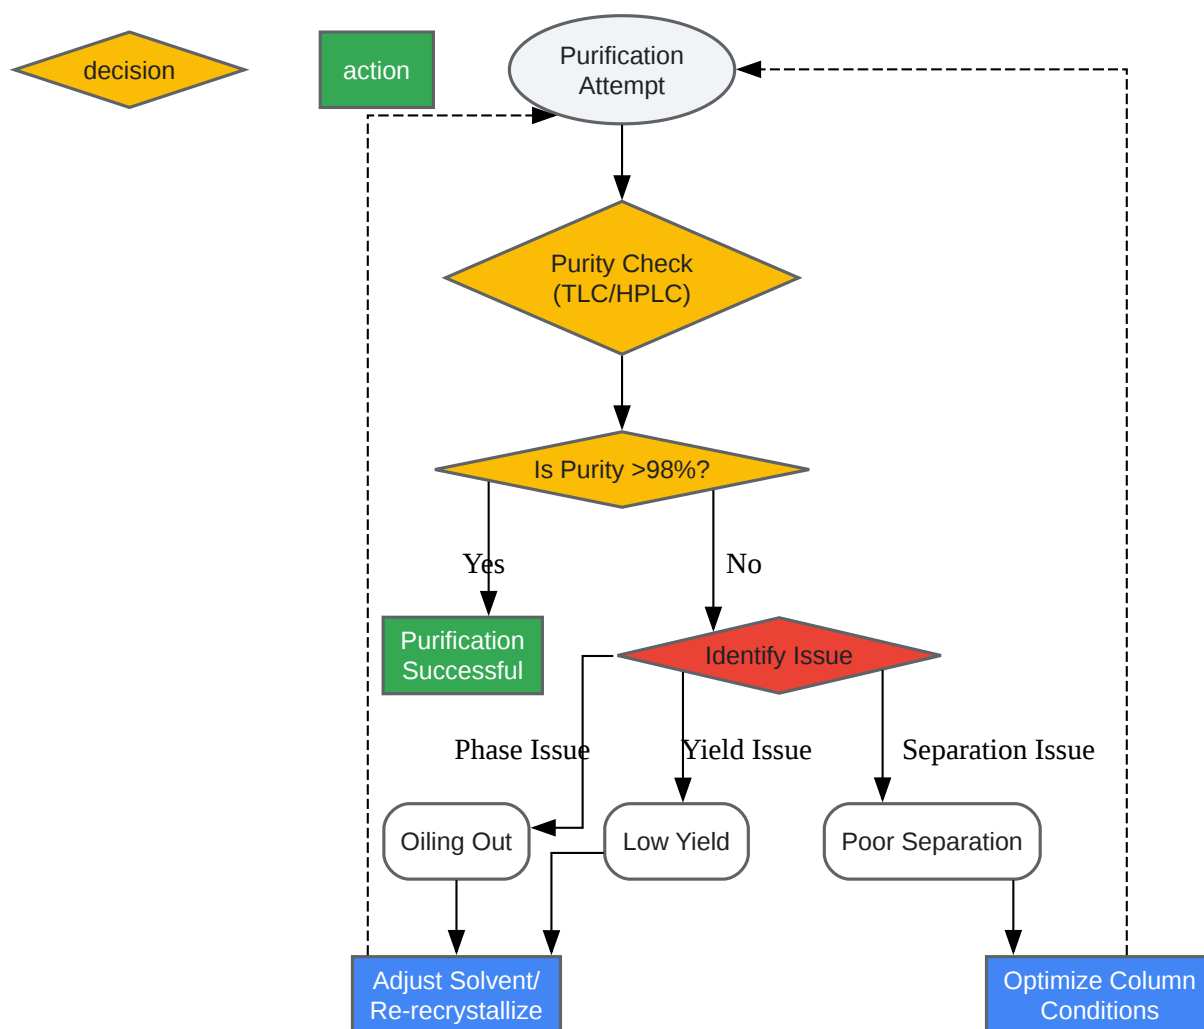 decision
action
Purification
Attempt
Purity Check
(TLC/HPLC)
Is Purity >98%?
Yes
No
Purification
Successful
Identify Issue
Phase Issue
Yield Issue
Separation Issue
Oiling Out
Low Yield
Poor Separation
Adjust Solvent/
Re-recrystallize
Optimize Column
Conditions